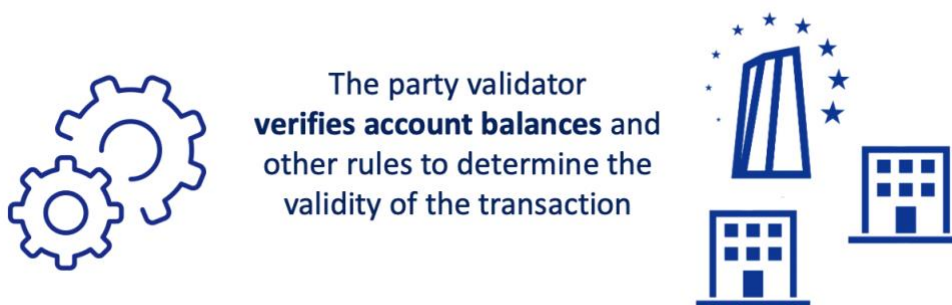 The party validator
verifies account balances and
other rules to determine the
validity of the transaction